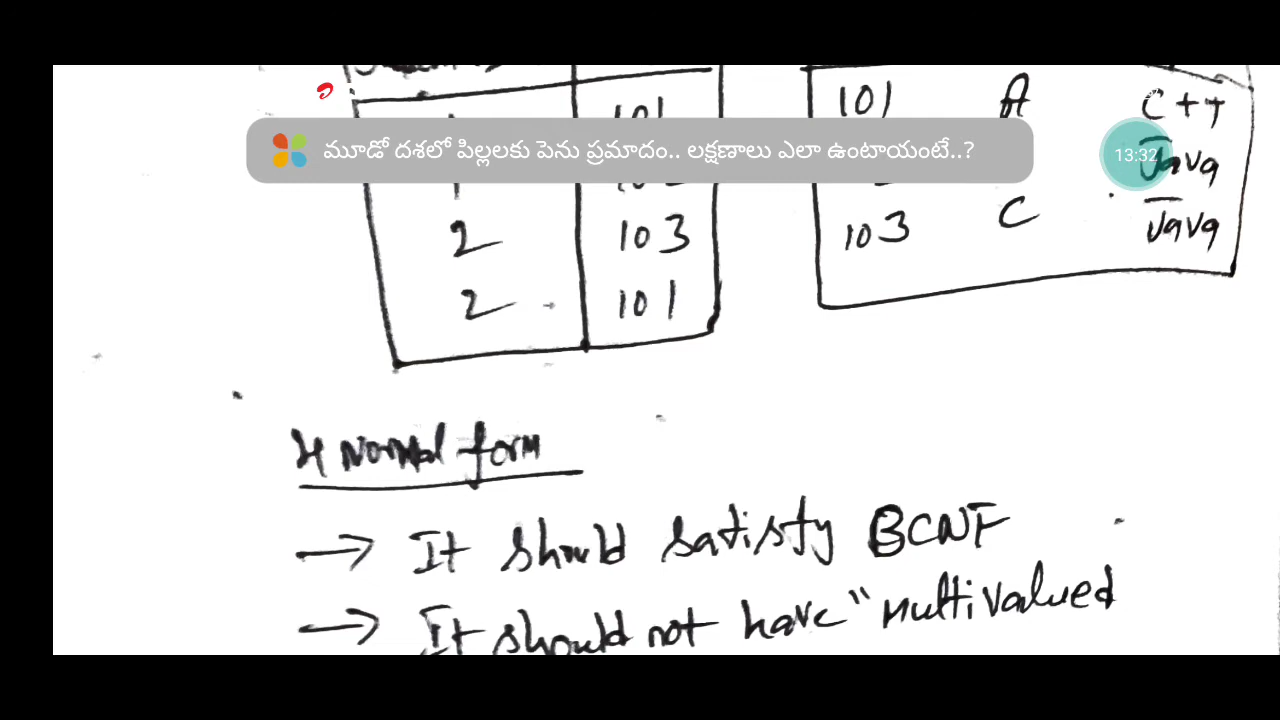 101 A C++
101
మూడో దశలో పిల్లలకు పెను ప్రమాదం.. లక్షణాలు ఎలా ఉంటాయంటే..?
13:32
Java
2 103
103 C Java
2 101
4 Normal form
→ It should satisfy BCNF
→ It should not have "multivalued